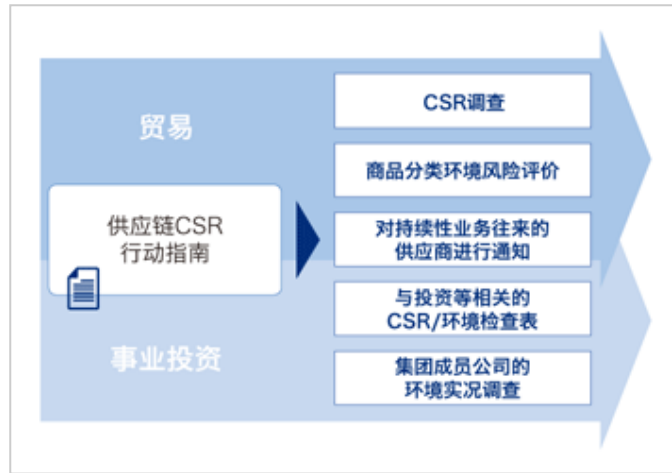 贸易
供应链CSR
行动指南
事业投资
CSR调查
商品分类环境风险评价
对持续性业务往来的
供应商进行通知
与投资等相关的
CSR/环境检查表
集团成员公司的
环境实况调查